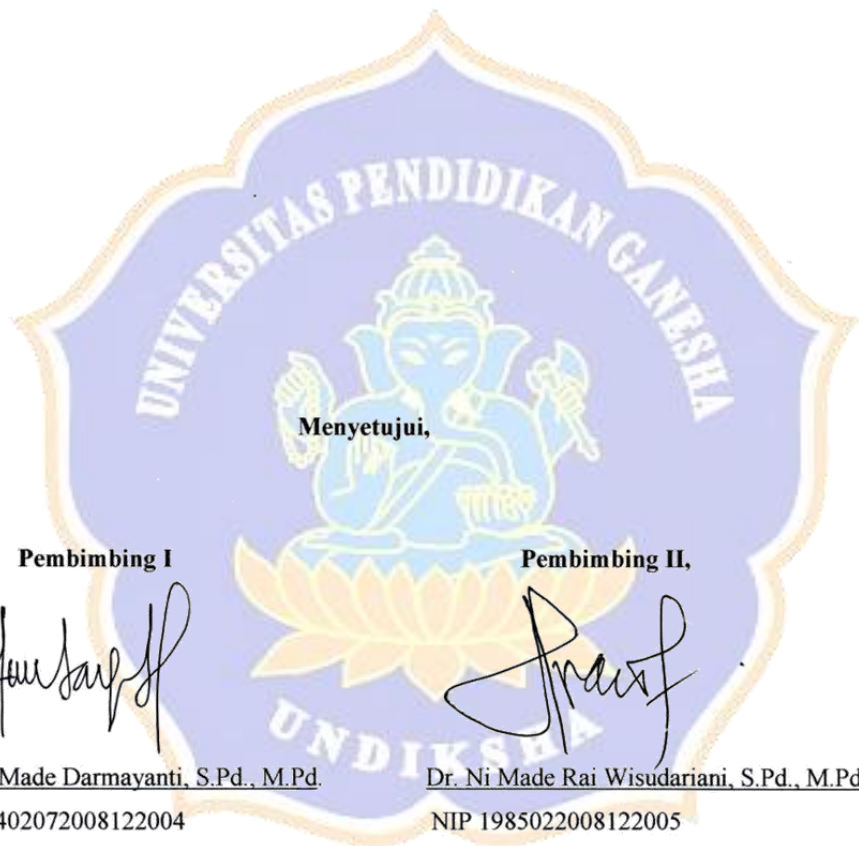 UNIVERSITAS PENDIDIKAN GANESHA
Menyetujui,
Pembimbing I
Pembimbing II,
Made Darmayanti, S.Pd., M.Pd.
Dr. Ni Made Rai Wisudariani, S.Pd., M.Pd
402072008122004
NIP 1985022008122005
UNDIKSHA